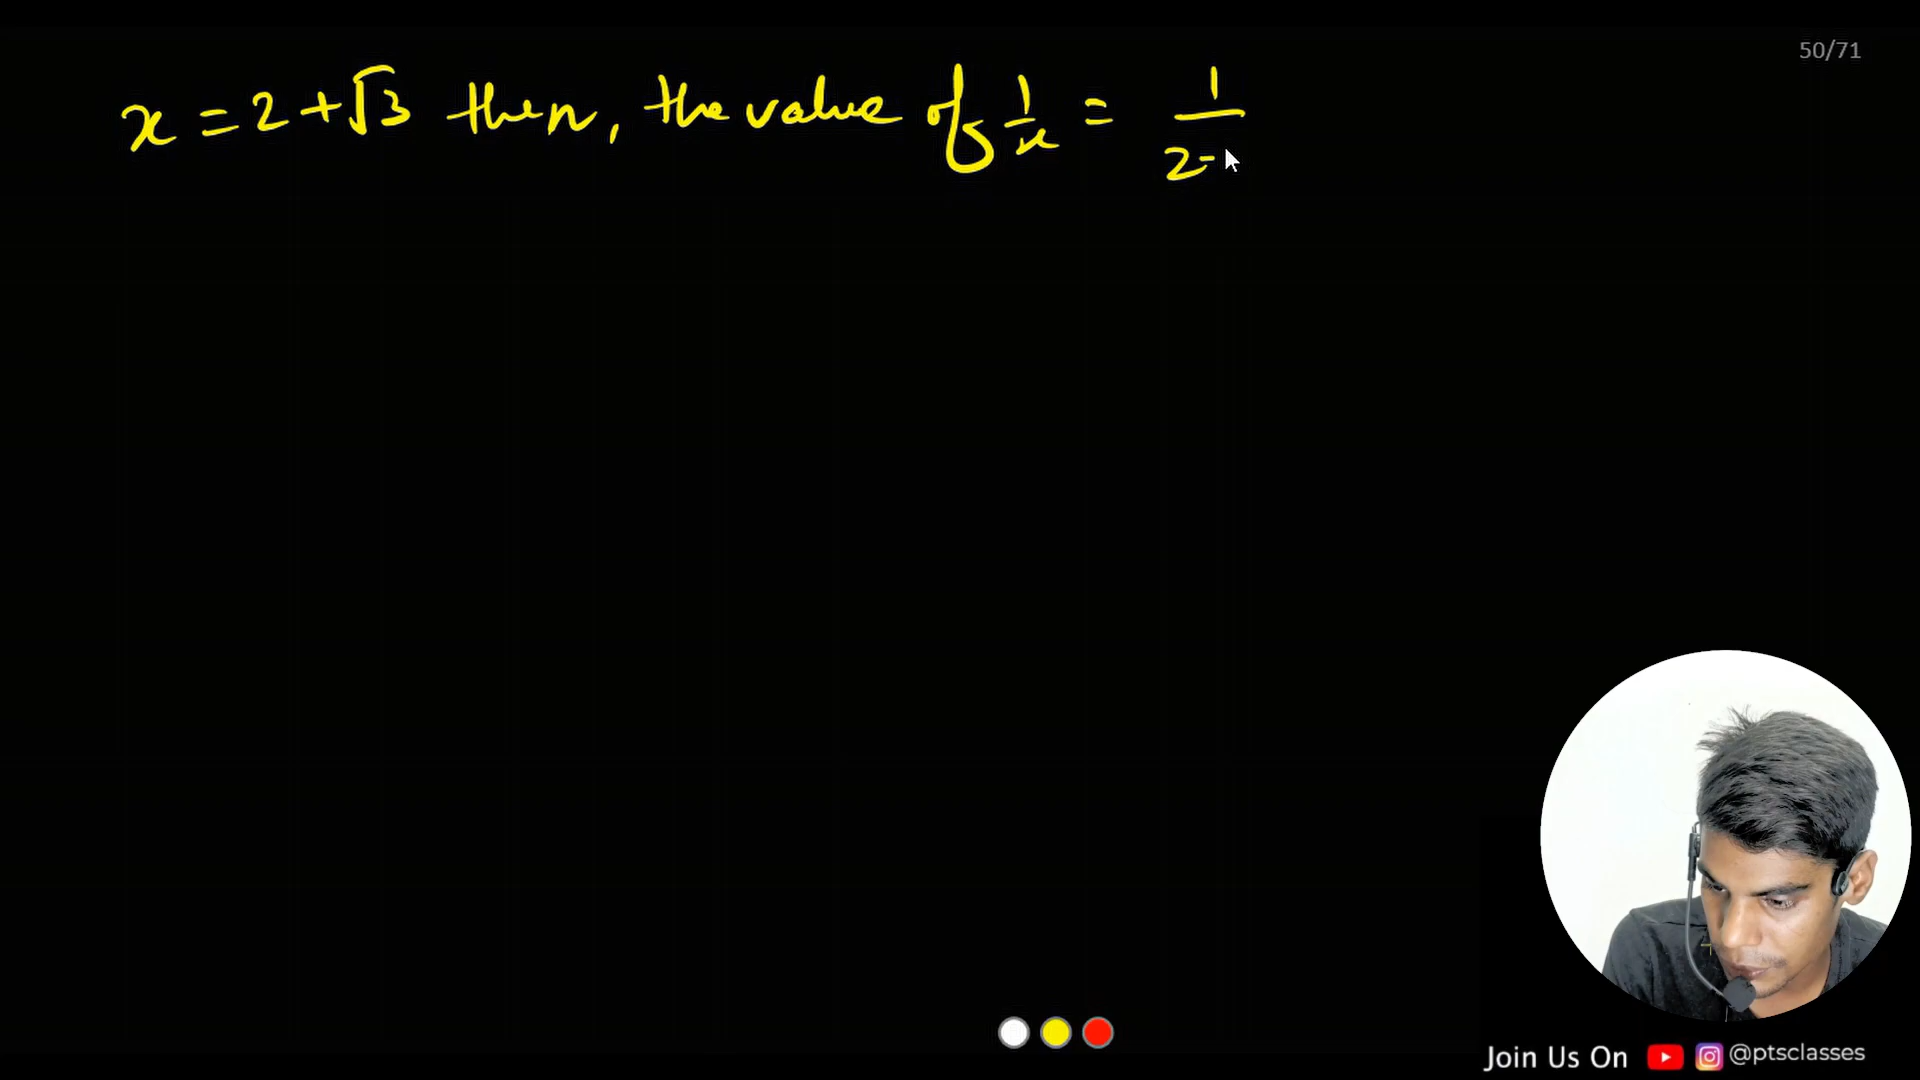 50/71
x = 2 + √3 then, the value of 1/x = 1/2-
Join Us On @ptsclasses